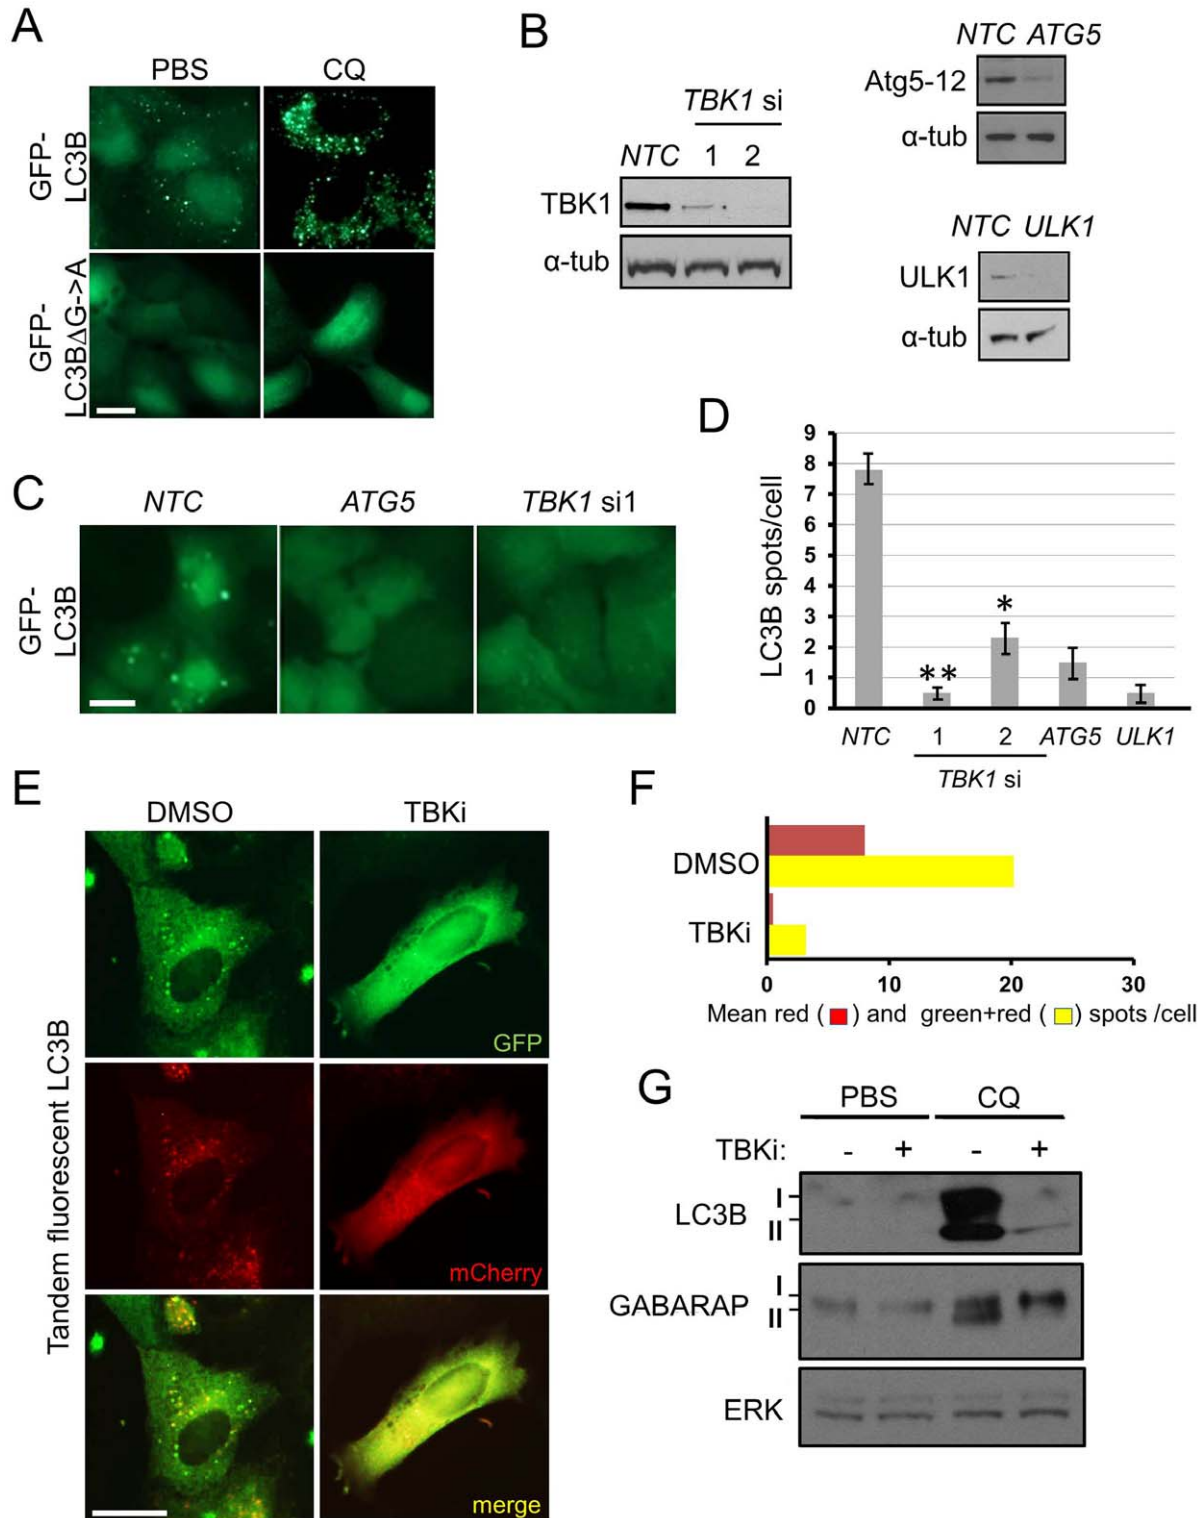 A
PBS CQ
GFP-
LC3B
GFP-
LC3BΔG->A
B
TBK1 si
NTC 1 2
TBK1
α-tub
NTC ATG5
Atg5-12
α-tub
NTC ULK1
ULK1
α-tub
C
NTC ATG5 TBK1 si1
GFP-
LC3B
D
LC3B spots/cell
9
8
7
6
5
4
3
2
1
0
**
*
NTC 1 2 ATG5 ULK1
TBK1 si
E
DMSO TBKi
Tandem fluorescent LC3B
GFP
mCherry
merge
F
DMSO
TBKi
0 10 20 30
Mean red ( ) and green+red ( ) spots /cell
G
PBS CQ
TBKi: - + - +
LC3B I
II
GABARAP I
II
ERK